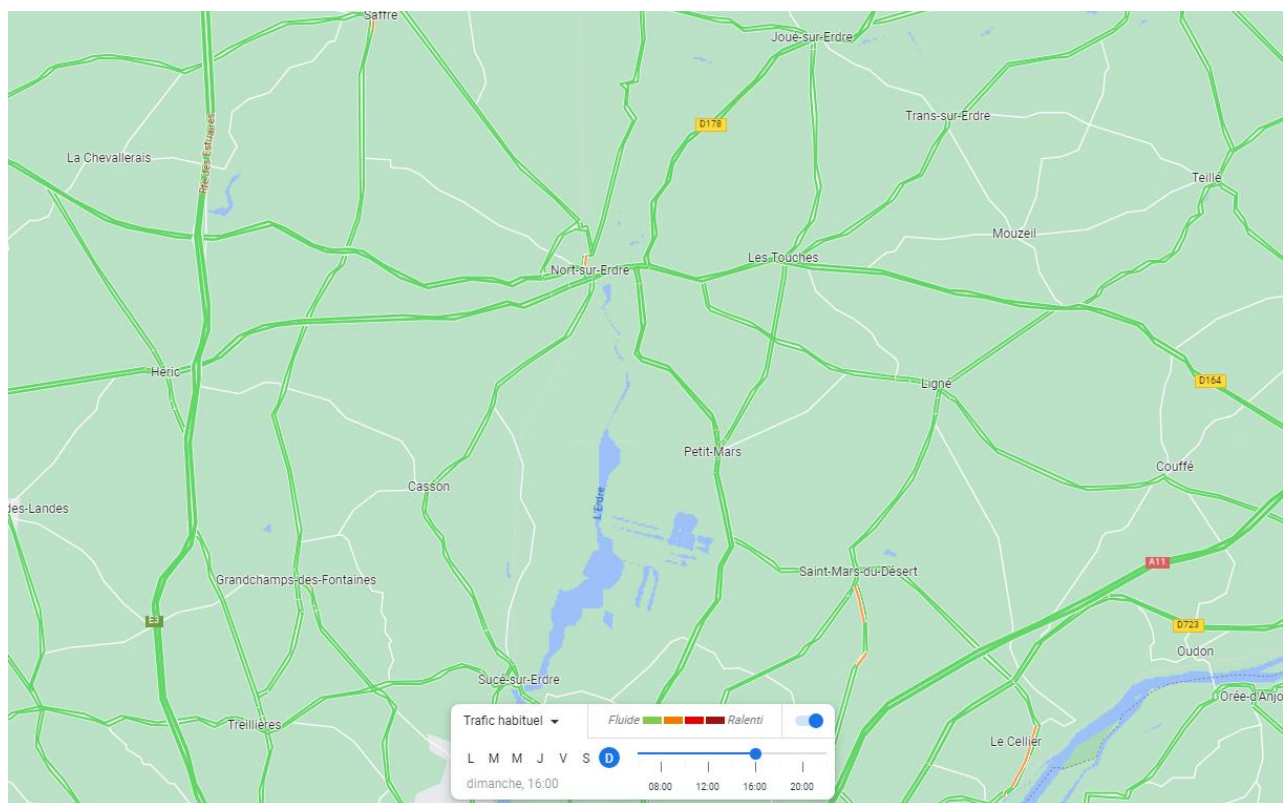 Saffré
Joué-sur-Erdre
D178
Trans-sur-Erdre
La Chevallerais
Rte des Estuaires
Teillé
Mouzeil
Nort-sur-Erdre
Les Touches
Héric
D164
Ligné
Petit-Mars
Couffé
Casson
L'Erdre
des-Landes
A11
Grandchamps-des-Fontaines
Saint-Mars-du-Désert
E3
D723
Oudon
Sucé-sur-Erdre
Orée-d'Anjo
Treillières
Le Cellier
Trafic habituel
Fluide
Ralenti
L M M J V S D
dimanche, 16:00
08:00 12:00 16:00 20:00